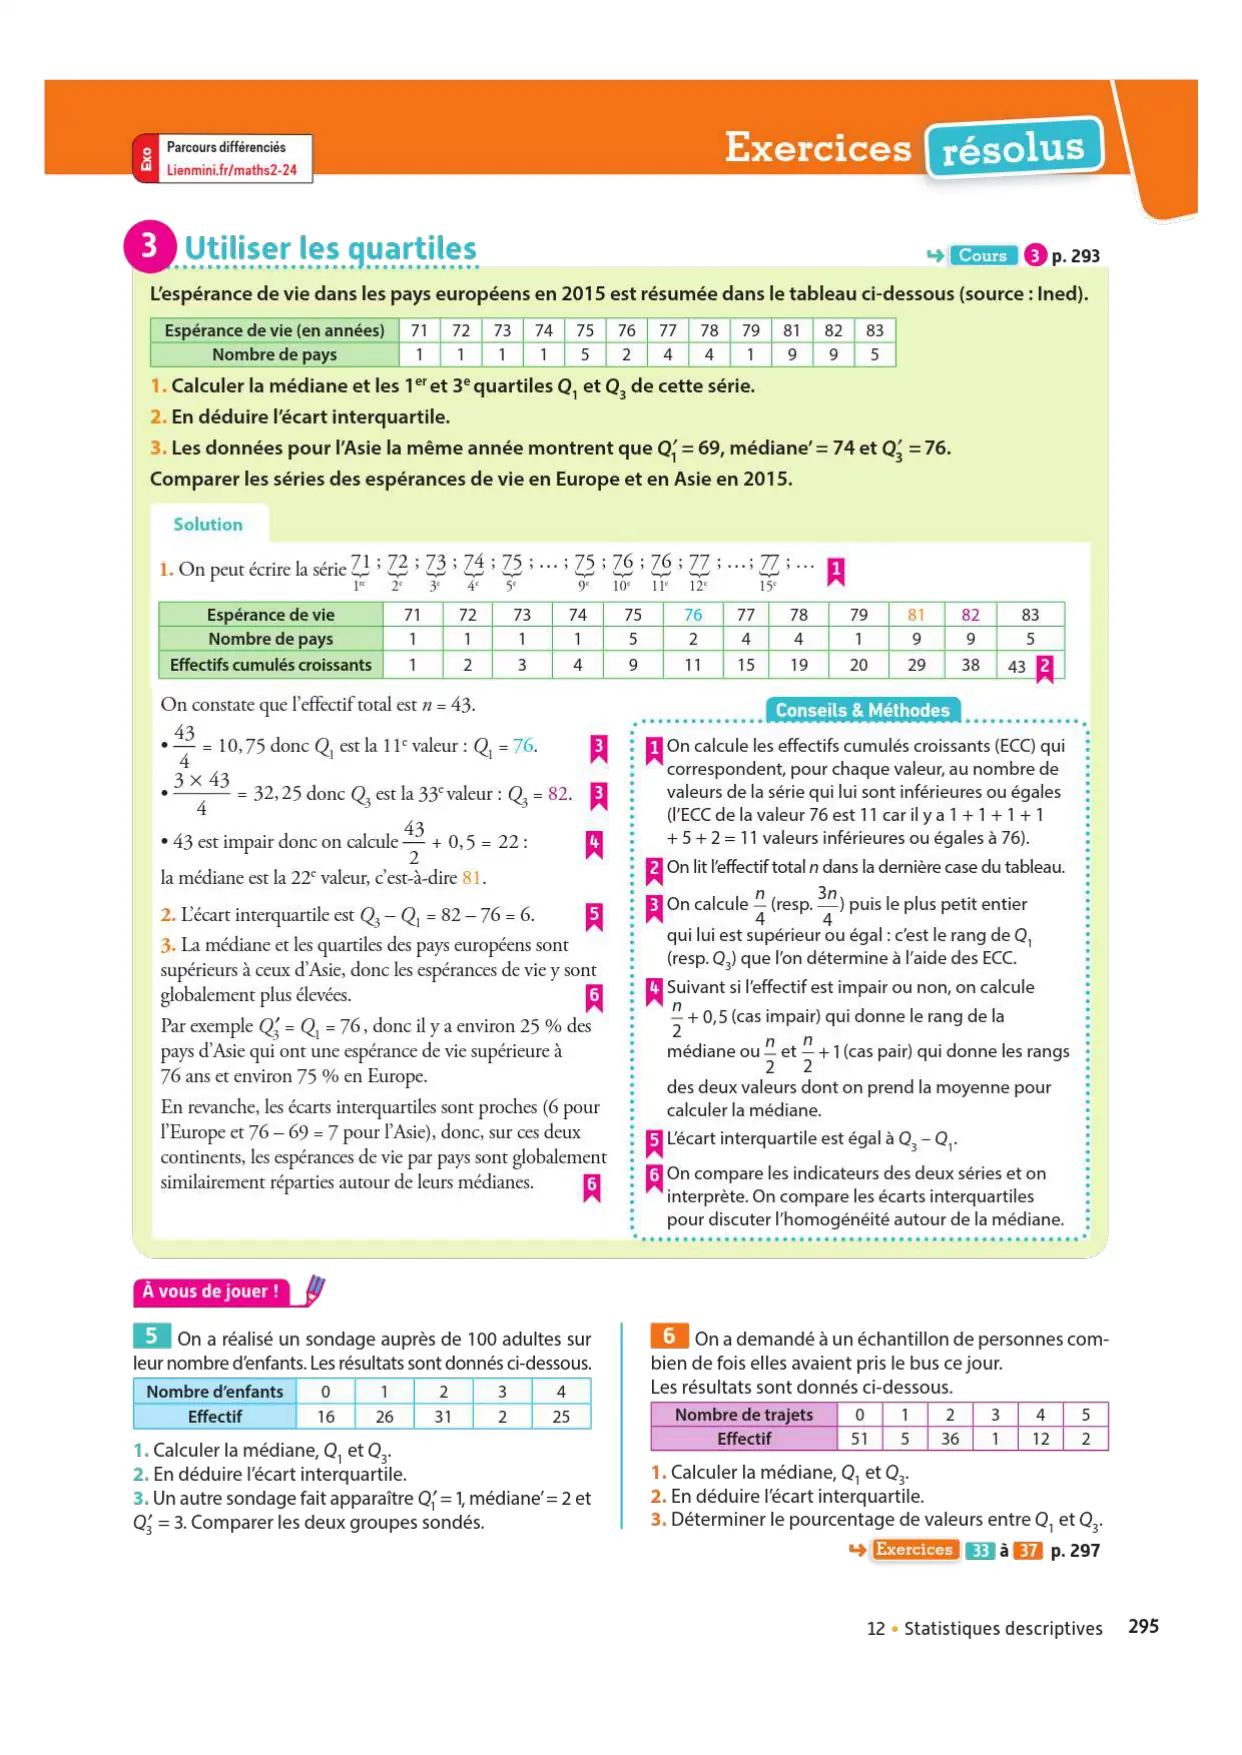 Exo
Parcours différenciés
Lienmini.fr/maths2-24
Exercices résolus
3 Utiliser les quartiles
Cours 3 p. 293
L'espérance de vie dans les pays européens en 2015 est résumée dans le tableau ci-dessous (source : Ined).
Espérance de vie (en années) 71 72 73 74 75 76 77 78 79 81 82 83
Nombre de pays 1 1 1 1 5 2 4 4 1 9 9 5
1. Calculer la médiane et les 1er et 3e quartiles Q1 et Q3 de cette série.
2. En déduire l'écart interquartile.
3. Les données pour l'Asie la même année montrent que Q′1 = 69, médiane′ = 74 et Q′3 = 76.
Comparer les séries des espérances de vie en Europe et en Asie en 2015.
Solution
1. On peut écrire la série 71 ; 72 ; 73 ; 74 ; 75 ; … ; 75 ; 76 ; 76 ; 77 ; … ; 77 ; … 1
1re 2e 3e 4e 5e 9e 10e 11e 12e 15e
Espérance de vie 71 72 73 74 75 76 77 78 79 81 82 83
Nombre de pays 1 1 1 1 5 2 4 4 1 9 9 5
Effectifs cumulés croissants 1 2 3 4 9 11 15 19 20 29 38 43 2
On constate que l'effectif total est n = 43.
• 43/4 = 10,75 donc Q1 est la 11e valeur : Q1 = 76. 3
• 3 × 43/4 = 32,25 donc Q3 est la 33e valeur : Q3 = 82. 3
• 43 est impair donc on calcule 43/2 + 0,5 = 22 : 4
la médiane est la 22e valeur, c'est-à-dire 81.
2. L'écart interquartile est Q3 – Q1 = 82 – 76 = 6. 5
3. La médiane et les quartiles des pays européens sont
supérieurs à ceux d'Asie, donc les espérances de vie y sont
globalement plus élevées. 6
Par exemple Q′3 = Q1 = 76, donc il y a environ 25 % des
pays d'Asie qui ont une espérance de vie supérieure à
76 ans et environ 75 % en Europe.
En revanche, les écarts interquartiles sont proches (6 pour
l'Europe et 76 – 69 = 7 pour l'Asie), donc, sur ces deux
continents, les espérances de vie par pays sont globalement
similairement réparties autour de leurs médianes. 6
Conseils & Méthodes
1 On calcule les effectifs cumulés croissants (ECC) qui
correspondent, pour chaque valeur, au nombre de
valeurs de la série qui lui sont inférieures ou égales
(l'ECC de la valeur 76 est 11 car il y a 1 + 1 + 1 + 1
+ 5 + 2 = 11 valeurs inférieures ou égales à 76).
2 On lit l'effectif total n dans la dernière case du tableau.
3 On calcule n/4 (resp. 3n/4) puis le plus petit entier
qui lui est supérieur ou égal : c'est le rang de Q1
(resp. Q3) que l'on détermine à l'aide des ECC.
4 Suivant si l'effectif est impair ou non, on calcule
n/2 + 0,5 (cas impair) qui donne le rang de la
médiane ou n/2 et n/2 + 1 (cas pair) qui donne les rangs
des deux valeurs dont on prend la moyenne pour
calculer la médiane.
5 L'écart interquartile est égal à Q3 – Q1.
6 On compare les indicateurs des deux séries et on
interprète. On compare les écarts interquartiles
pour discuter l'homogénéité autour de la médiane.
À vous de jouer !
5 On a réalisé un sondage auprès de 100 adultes sur
leur nombre d'enfants. Les résultats sont donnés ci-dessous.
Nombre d'enfants 0 1 2 3 4
Effectif 16 26 31 2 25
1. Calculer la médiane, Q1 et Q3.
2. En déduire l'écart interquartile.
3. Un autre sondage fait apparaître Q′1 = 1, médiane′ = 2 et
Q′3 = 3. Comparer les deux groupes sondés.
6 On a demandé à un échantillon de personnes com-
bien de fois elles avaient pris le bus ce jour.
Les résultats sont donnés ci-dessous.
Nombre de trajets 0 1 2 3 4 5
Effectif 51 5 36 1 12 2
1. Calculer la médiane, Q1 et Q3.
2. En déduire l'écart interquartile.
3. Déterminer le pourcentage de valeurs entre Q1 et Q3.
Exercices 33 à 37 p. 297
12 • Statistiques descriptives 295